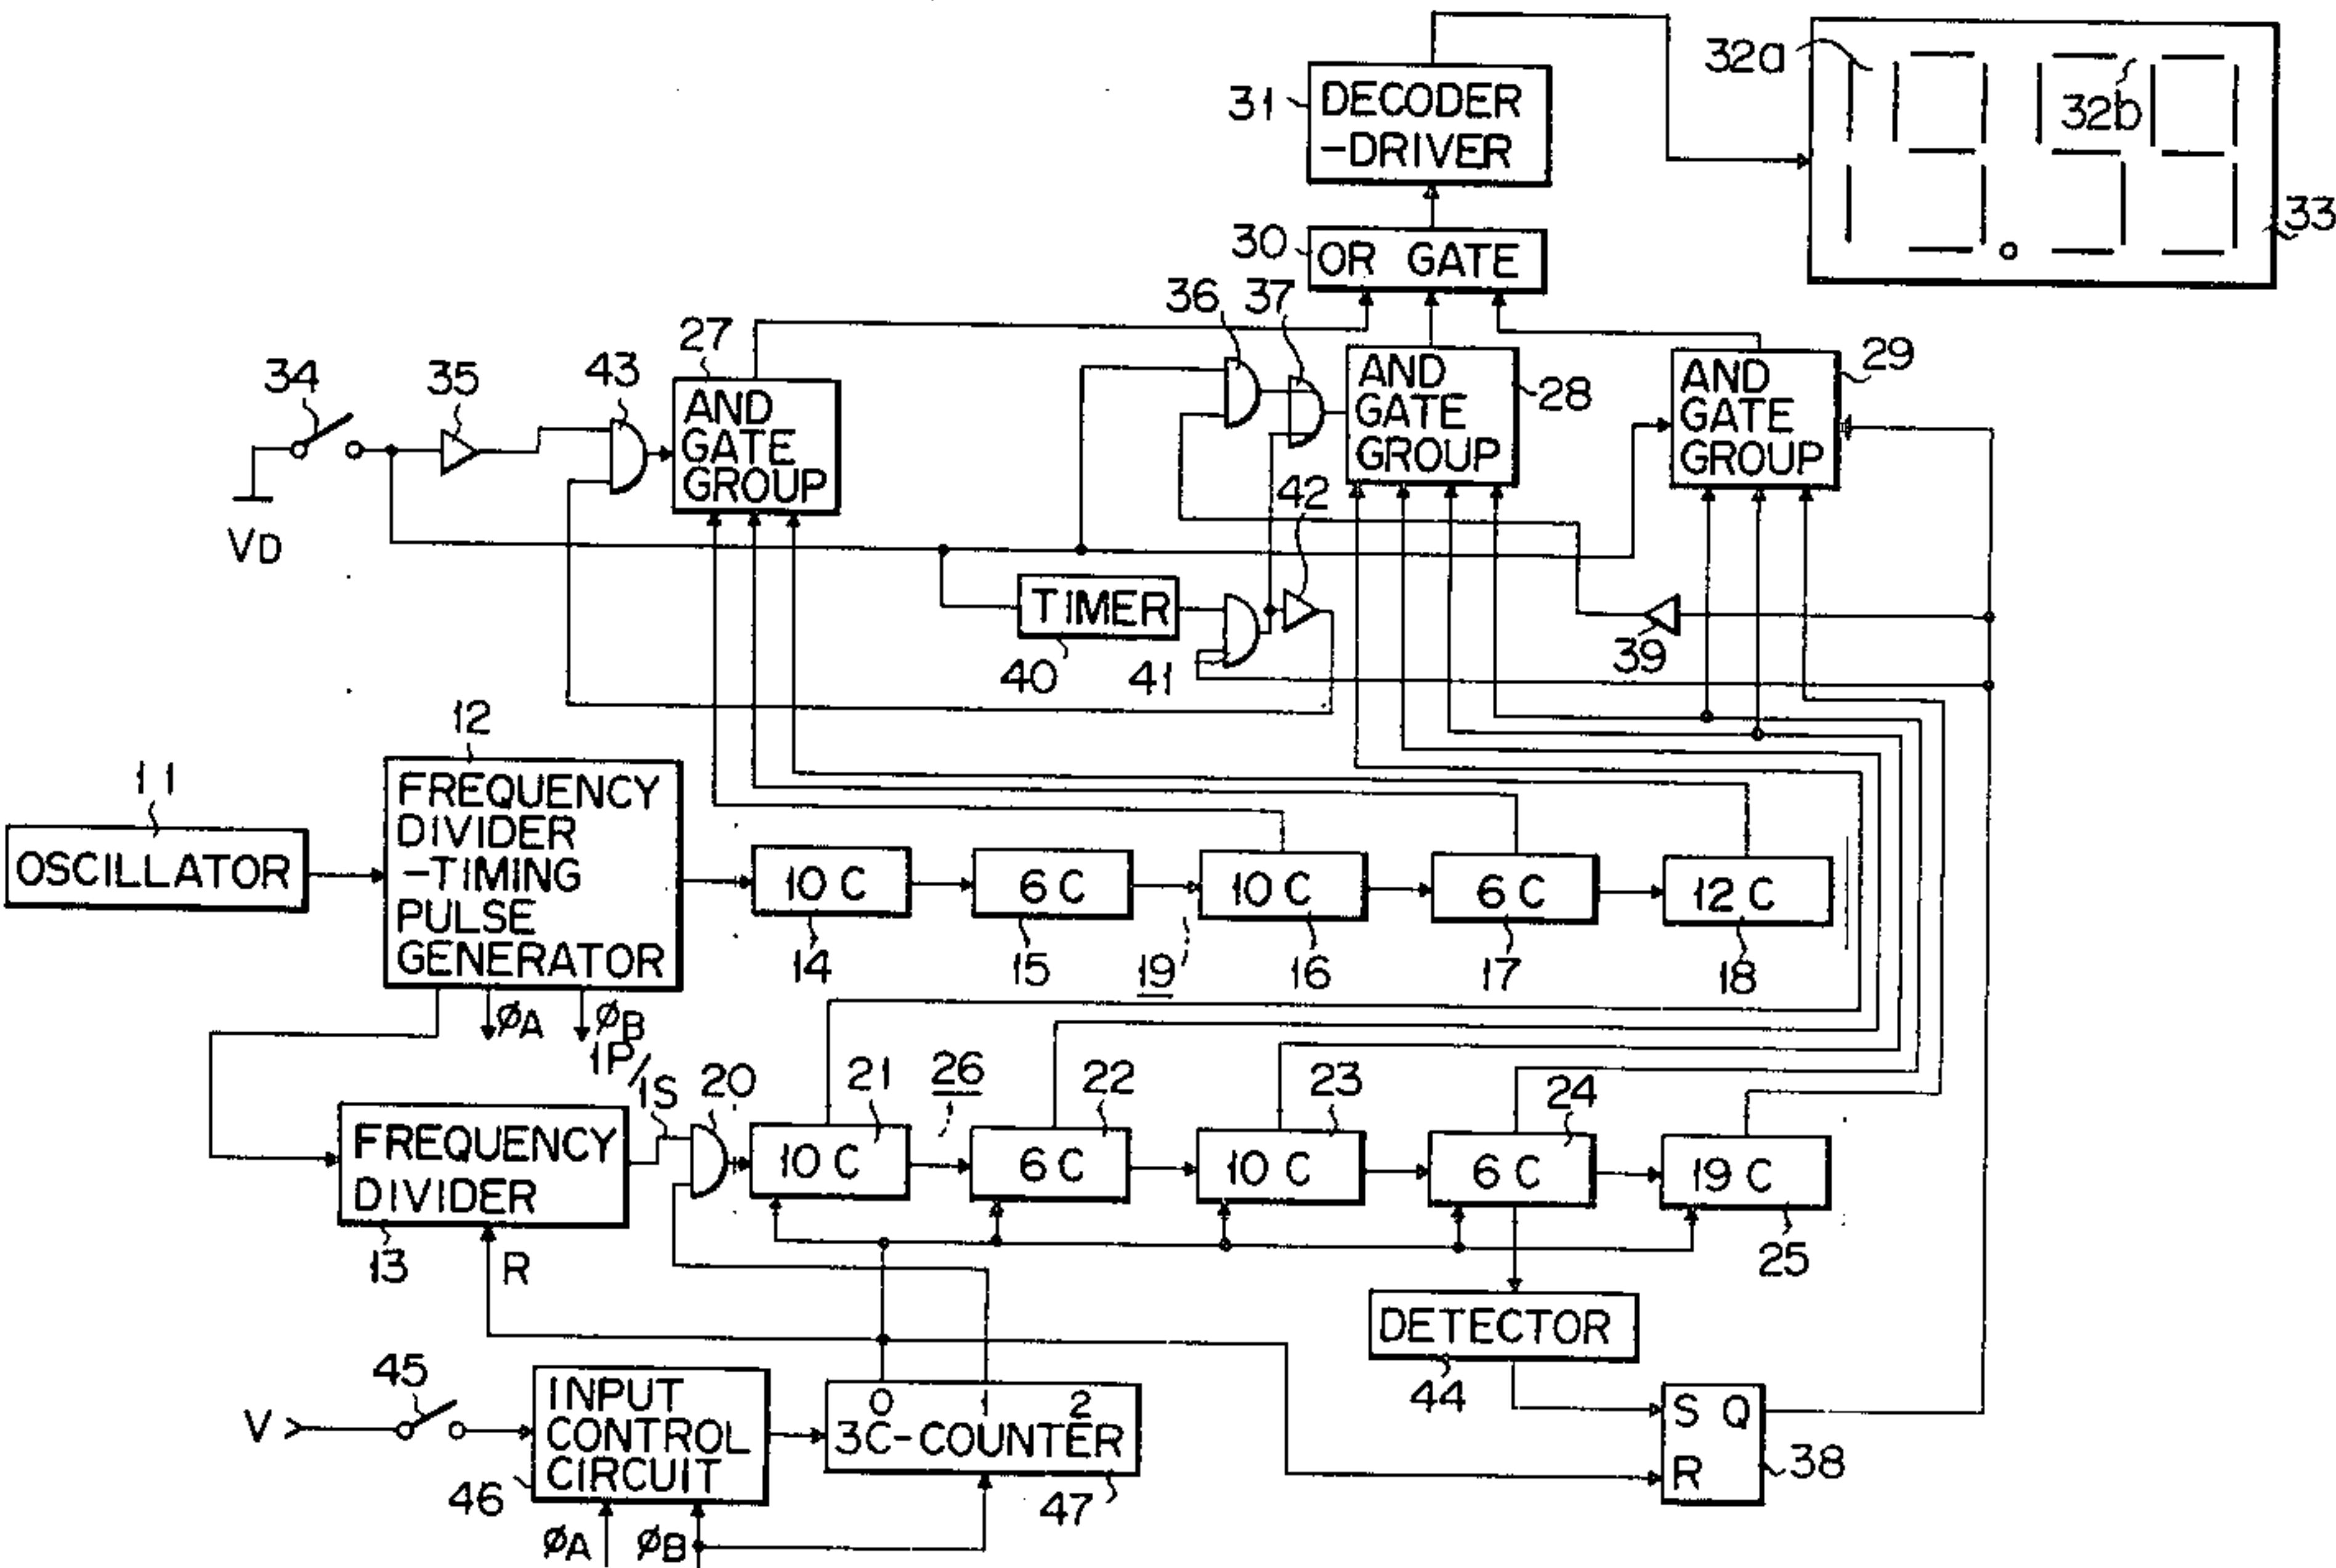 32a
32b
33
31
DECODER
-DRIVER
30
OR GATE
36
37
27
43
35
34
VD
AND
GATE
GROUP
AND
GATE
GROUP
28
AND
GATE
GROUP
29
42
TIMER
40
41
39
12
11
OSCILLATOR
FREQUENCY
DIVIDER
-TIMING
PULSE
GENERATOR
10 C
14
6 C
15
19
10 C
16
6 C
17
12 C
18
ØA
ØB
1P/1S
20
21
26
22
23
24
FREQUENCY
DIVIDER
13
R
10 C
6 C
10 C
6 C
19 C
25
DETECTOR
44
45
V
INPUT
CONTROL
CIRCUIT
46
0 1 2
3C-COUNTER
47
S Q
R
38
ØA
ØB